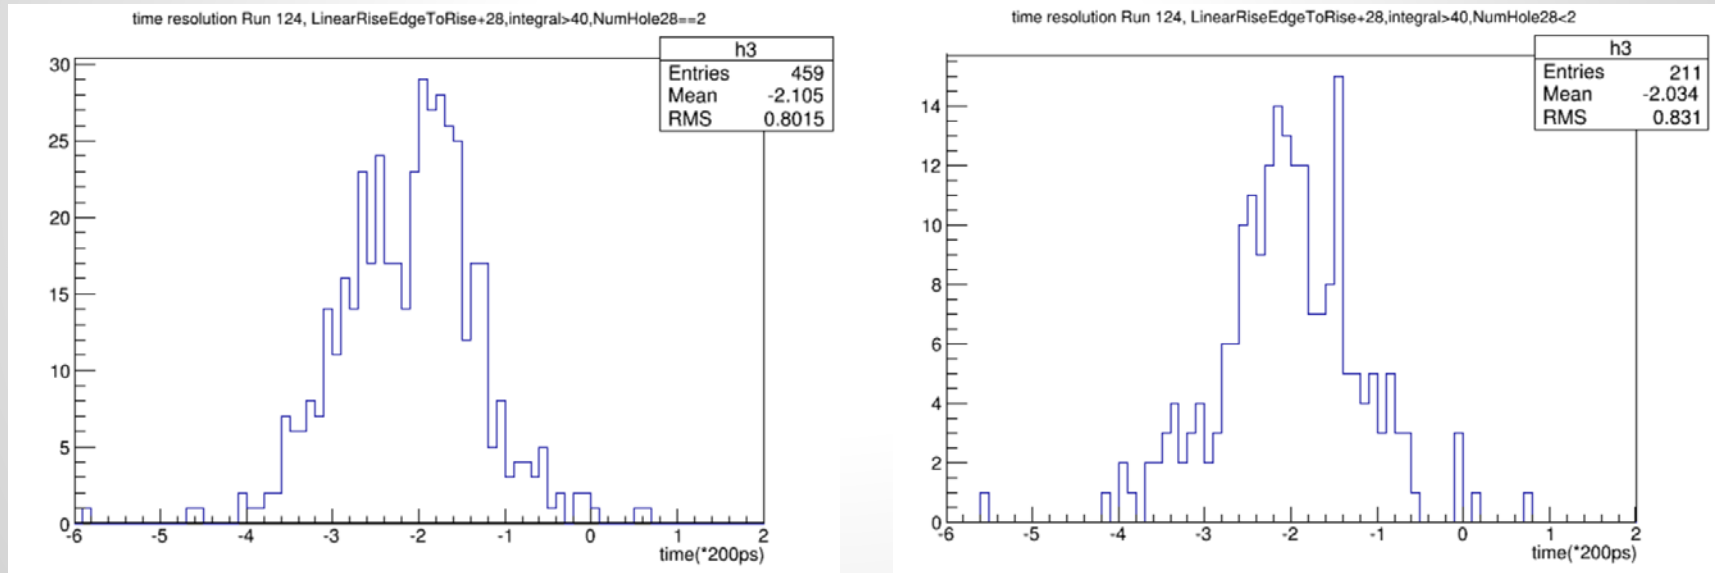 time resolution Run 124, LinearRiseEdgeToRise+28,integral>40,NumHole28==2
h3
Entries 459
Mean -2.105
RMS 0.8015
30
25
20
15
10
5
0
-6 -5 -4 -3 -2 -1 0 1 2
time(*200ps)
time resolution Run 124, LinearRiseEdgeToRise+28,integral>40,NumHole28<2
h3
Entries 211
Mean -2.034
RMS 0.831
14
12
10
8
6
4
2
0
-6 -5 -4 -3 -2 -1 0 1 2
time(*200ps)